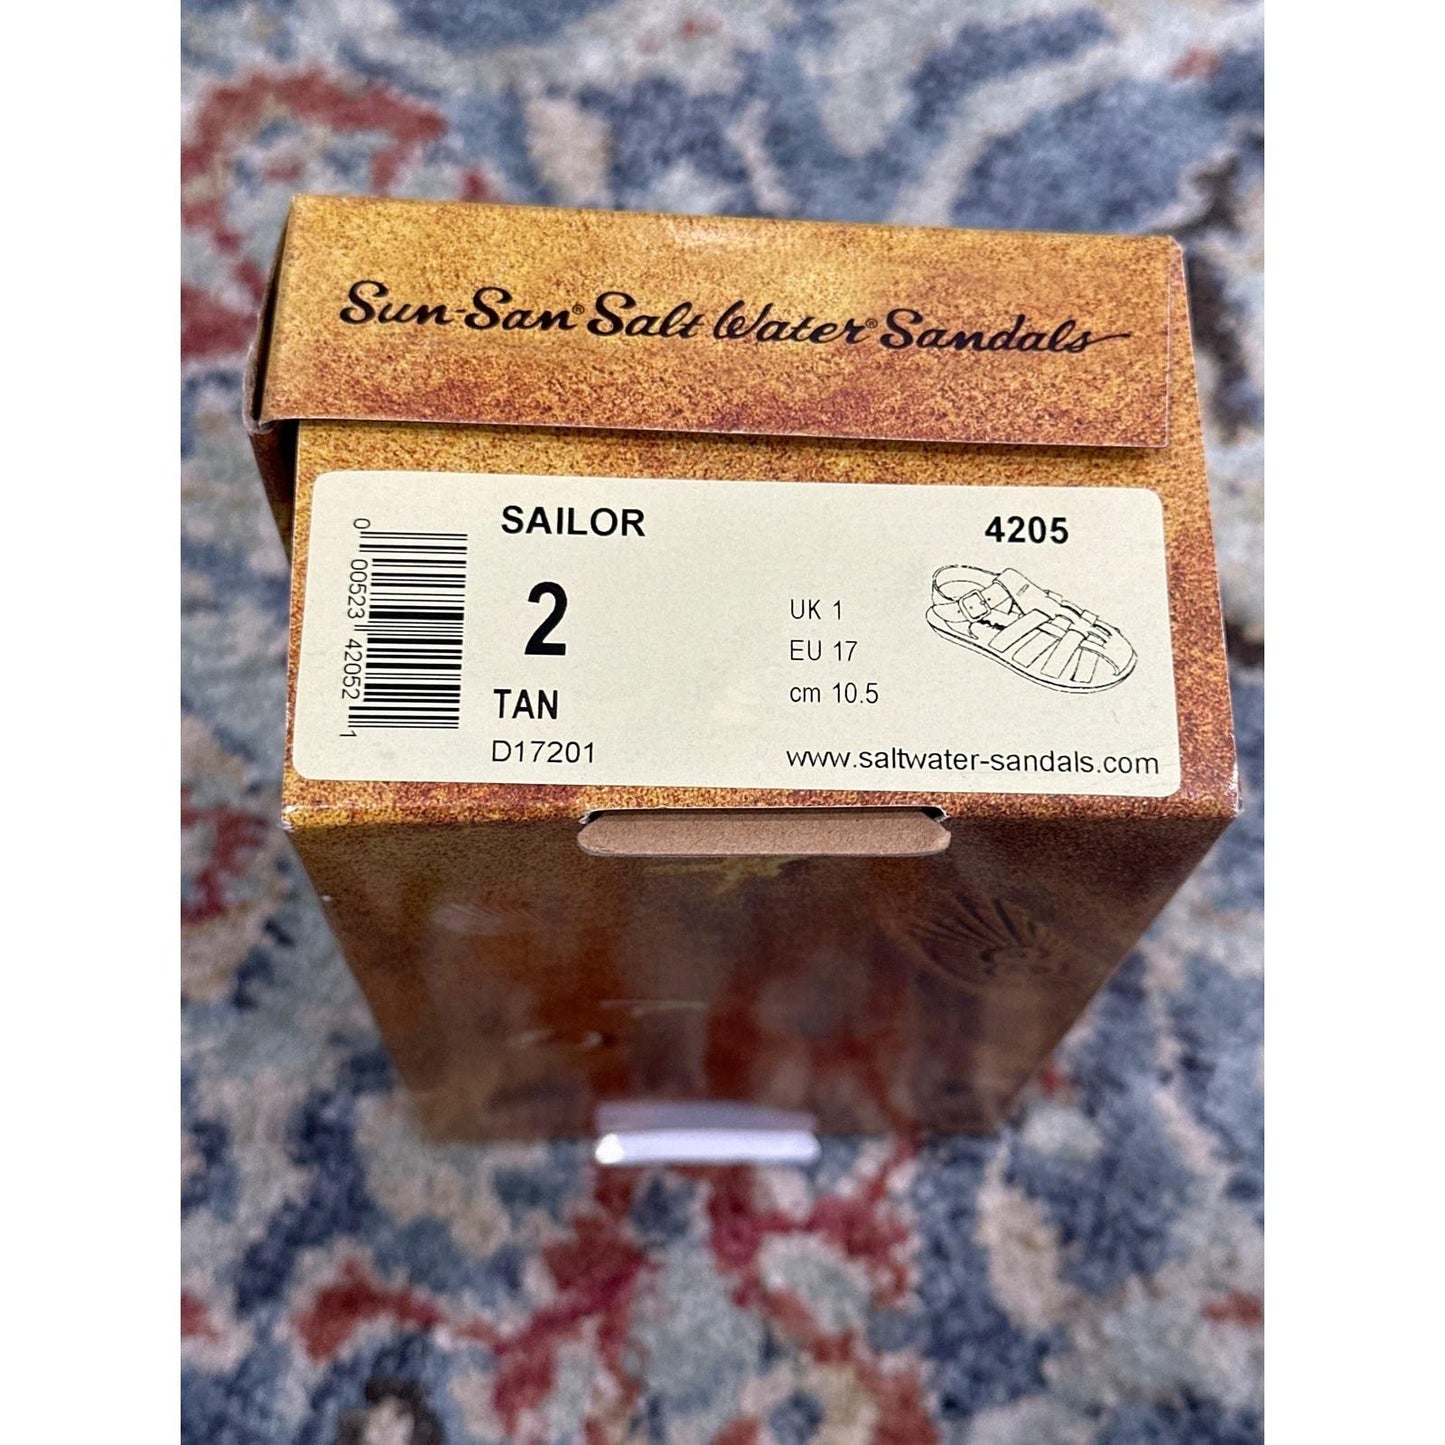 Sun-San® Salt Water® Sandals
SAILOR
4205
0 00523 42052 1
2
UK 1
EU 17
TAN
cm 10.5
D17201
www.saltwater-sandals.com